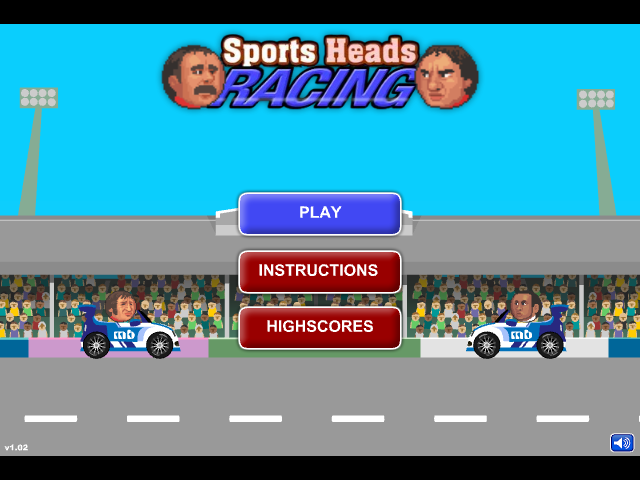 Sports Heads
RACING
PLAY
INSTRUCTIONS
HIGHSCORES
mb
mb
v1.02